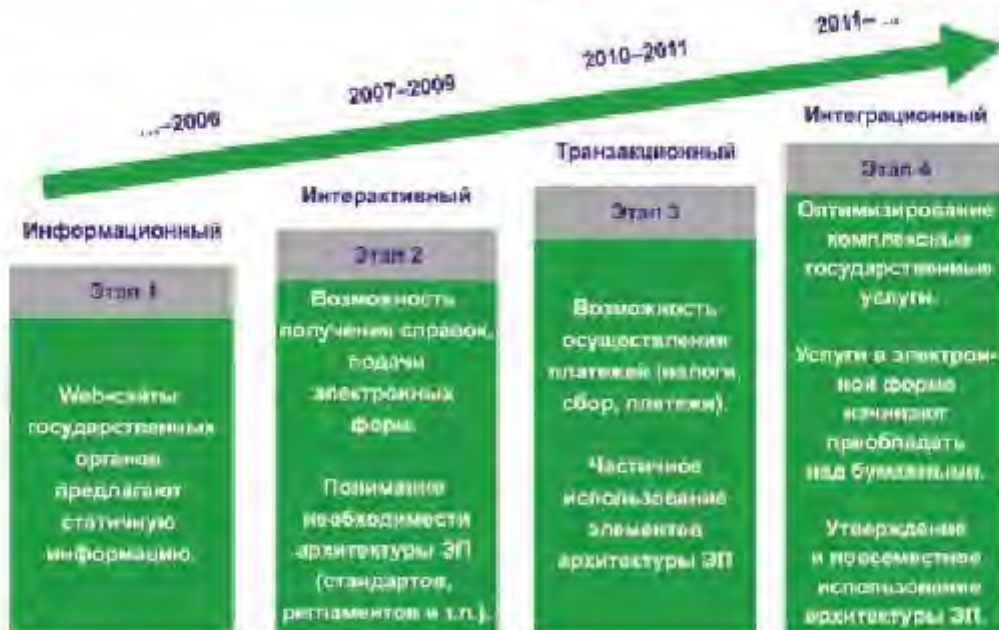 ...–2006
2007–2009
2010–2011
2011– ...
Информационный
Этап 1
Web-сайты
государственных
органов
предлагают
статичную
информацию.
Интерактивный
Этап 2
Возможность
получения справок,
подачи
электронных
форм.
Понимание
необходимости
архитектуры ЭП
(стандартов,
регламентов и т.п.).
Транзакционный
Этап 3
Возможность
осуществления
платежей (налоги,
сбор, платежи).
Частичное
использование
элементов
архитектуры ЭП
Интеграционный
Этап 4
Оптимизирование
комплексные
государственные
услуги.
Услуги в электрон-
ной форме
начинают
преобладать
над бумажными.
Утверждение
и повсеместное
использование
архитектуры ЭП.